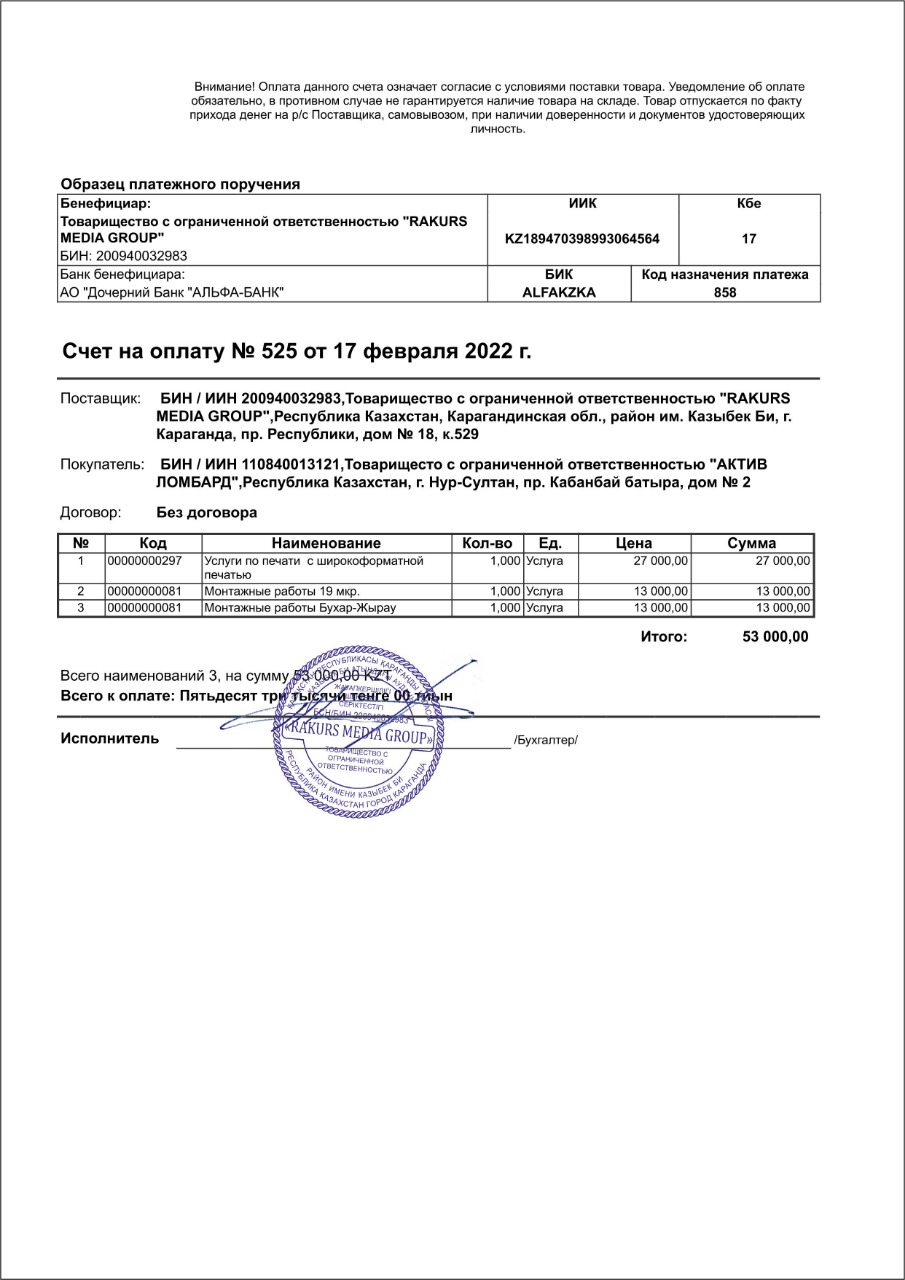 Внимание! Оплата данного счета означает согласие с условиями поставки товара. Уведомление об оплате
обязательно, в противном случае не гарантируется наличие товара на складе. Товар отпускается по факту
прихода денег на р/с Поставщика, самовывозом, при наличии доверенности и документов удостоверяющих
личность.
Образец платежного поручения
Бенефициар: ИИК Кбе
Товарищество с ограниченной ответственностью "RAKURS
MEDIA GROUP" KZ189470398993064564 17
БИН: 200940032983
Банк бенефициара: БИК Код назначения платежа
АО "Дочерний Банк "АЛЬФА-БАНК" ALFAKZKA 858
Счет на оплату № 525 от 17 февраля 2022 г.
Поставщик: БИН / ИИН 200940032983,Товарищество с ограниченной ответственностью "RAKURS
MEDIA GROUP",Республика Казахстан, Карагандинская обл., район им. Казыбек Би, г.
Караганда, пр. Республики, дом № 18, к.529
Покупатель: БИН / ИИН 110840013121,Товарищесто с ограниченной ответственностью "АКТИВ
ЛОМБАРД",Республика Казахстан, г. Нур-Султан, пр. Кабанбай батыра, дом № 2
Договор: Без договора
№ Код Наименование Кол-во Ед. Цена Сумма
1 00000000297 Услуги по печати с широкоформатной 1,000 Услуга 27 000,00 27 000,00
печатью
2 00000000081 Монтажные работы 19 мкр. 1,000 Услуга 13 000,00 13 000,00
3 00000000081 Монтажные работы Бухар-Жырау 1,000 Услуга 13 000,00 13 000,00
Итого: 53 000,00
Всего наименований 3, на сумму 53 000,00 KZT
Всего к оплате: Пятьдесят три тысячи тенге 00 тиын
Исполнитель /Бухгалтер/
ЖАУАПКЕРШІЛІГІ
СЕРІКТЕСТІГІ
БСН/БИН 200940032983
«RAKURS MEDIA GROUP»
ТОВАРИЩЕСТВО С
ОГРАНИЧЕННОЙ
ОТВЕТСТВЕННОСТЬЮ
РАЙОН ИМЕНИ КАЗЫБЕК БИ
РЕСПУБЛИКА КАЗАХСТАН ГОРОД КАРАГАНДА